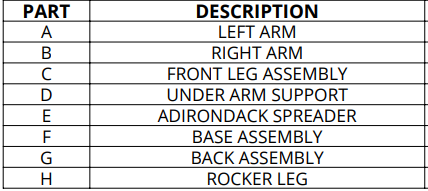 PART DESCRIPTION
A LEFT ARM
B RIGHT ARM
C FRONT LEG ASSEMBLY
D UNDER ARM SUPPORT
E ADIRONDACK SPREADER
F BASE ASSEMBLY
G BACK ASSEMBLY
H ROCKER LEG